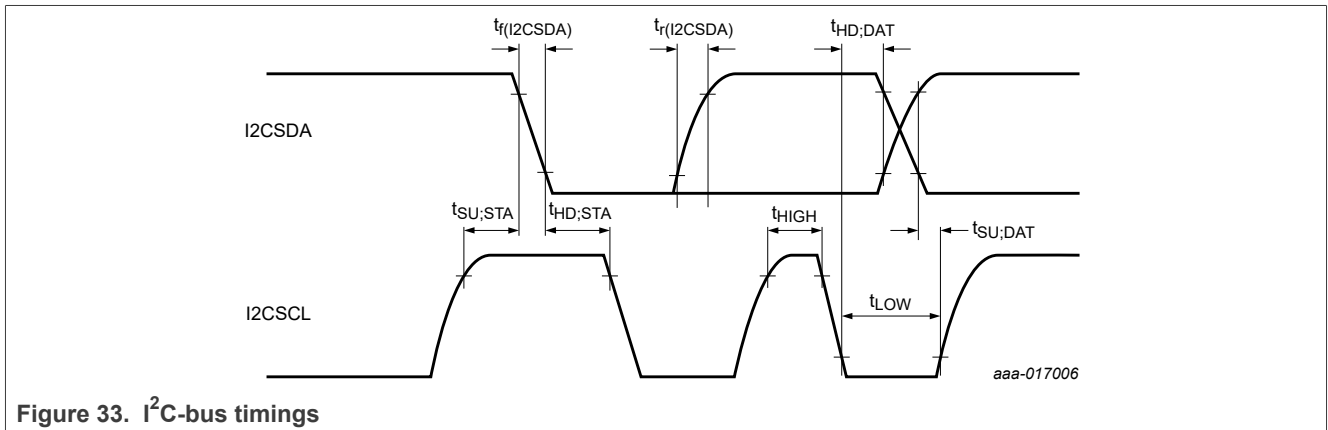 tf(I2CSDA) tr(I2CSDA) tHD;DAT
I2CSDA
tSU;STA tHD;STA tHIGH tSU;DAT
I2CSCL tLOW
aaa-017006
Figure 33. I²C-bus timings